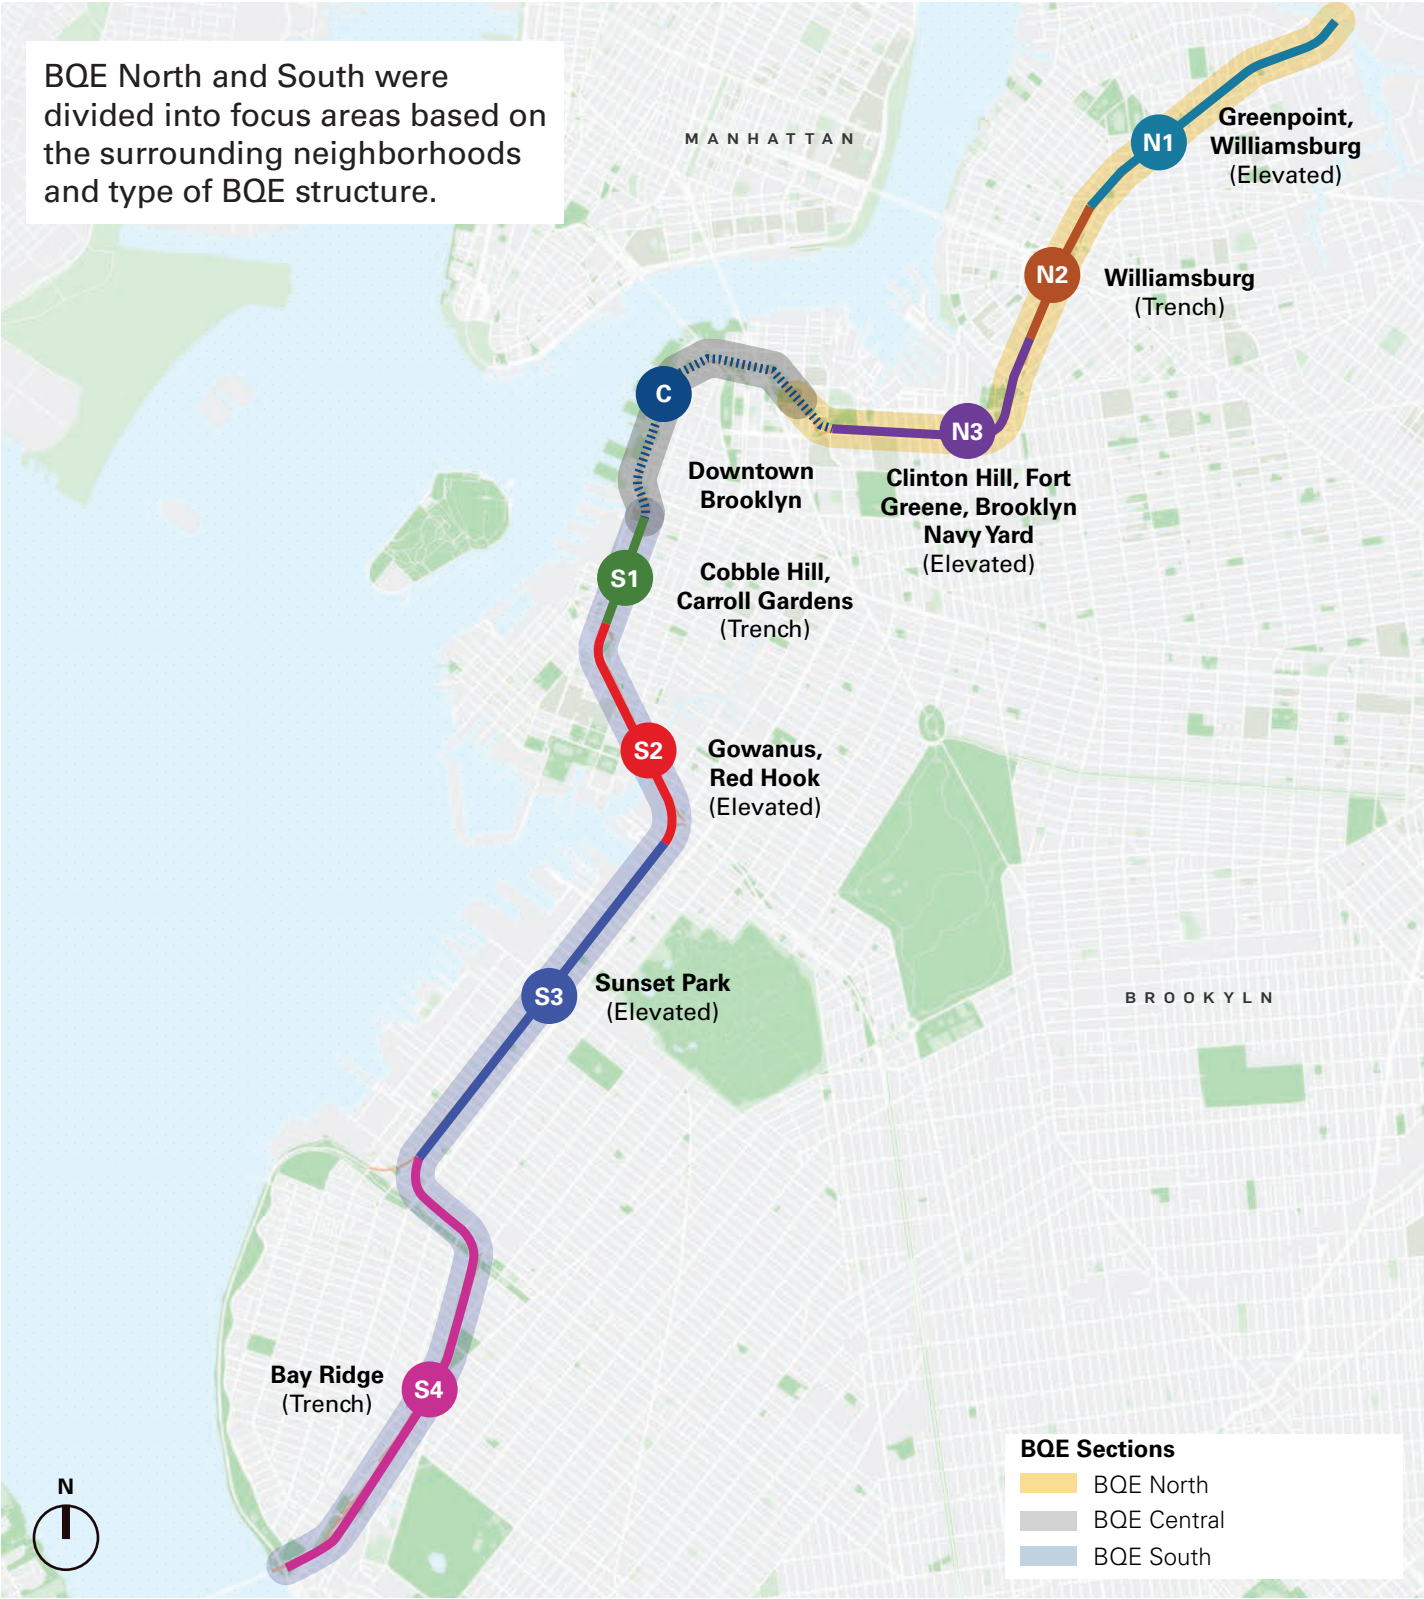 BQE North and South were
divided into focus areas based on
the surrounding neighborhoods
and type of BQE structure.
MANHATTAN
N1
Greenpoint,
Williamsburg
(Elevated)
N2
Williamsburg
(Trench)
C
Downtown
Brooklyn
N3
Clinton Hill, Fort
Greene, Brooklyn
Navy Yard
(Elevated)
S1
Cobble Hill,
Carroll Gardens
(Trench)
S2
Gowanus,
Red Hook
(Elevated)
S3
Sunset Park
(Elevated)
BROOKYLN
S4
Bay Ridge
(Trench)
N
BQE Sections
BQE North
BQE Central
BQE South